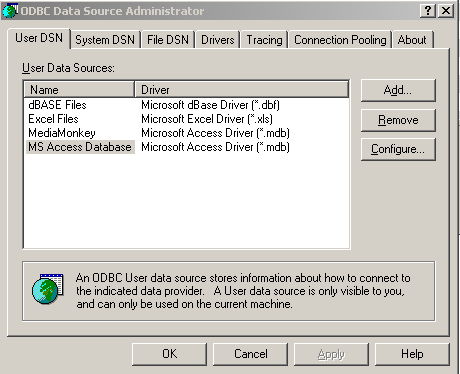 ODBC Data Source Administrator
User DSN System DSN File DSN Drivers Tracing Connection Pooling About
User Data Sources:
Name Driver
dBASE Files Microsoft dBase Driver (*.dbf)
Excel Files Microsoft Excel Driver (*.xls)
MediaMonkey Microsoft Access Driver (*.mdb)
MS Access Database Microsoft Access Driver (*.mdb)
Add...
Remove
Configure...
An ODBC User data source stores information about how to connect to
the indicated data provider. A User data source is only visible to you,
and can only be used on the current machine.
OK Cancel Apply Help